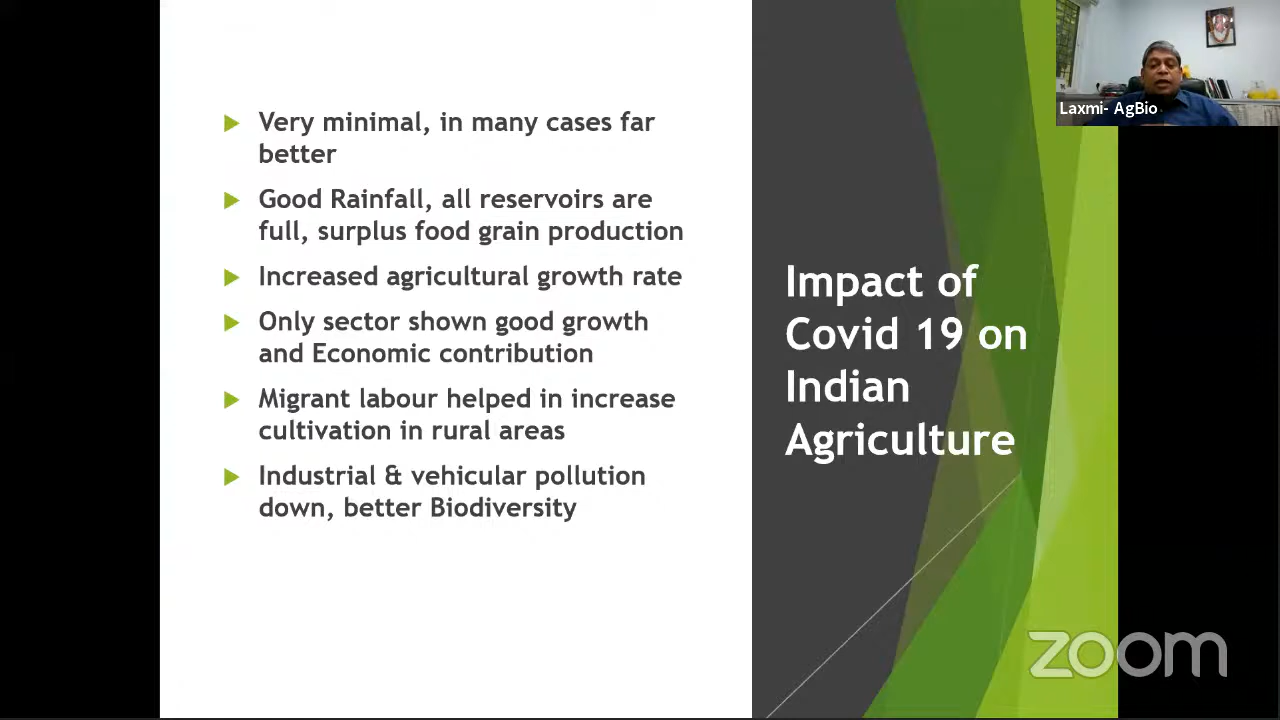 Very minimal, in many cases far
better
Good Rainfall, all reservoirs are
full, surplus food grain production
Increased agricultural growth rate
Only sector shown good growth
and Economic contribution
Migrant labour helped in increase
cultivation in rural areas
Industrial & vehicular pollution
down, better Biodiversity
Impact of
Covid 19 on
Indian
Agriculture
Laxmi- AgBio
zoom